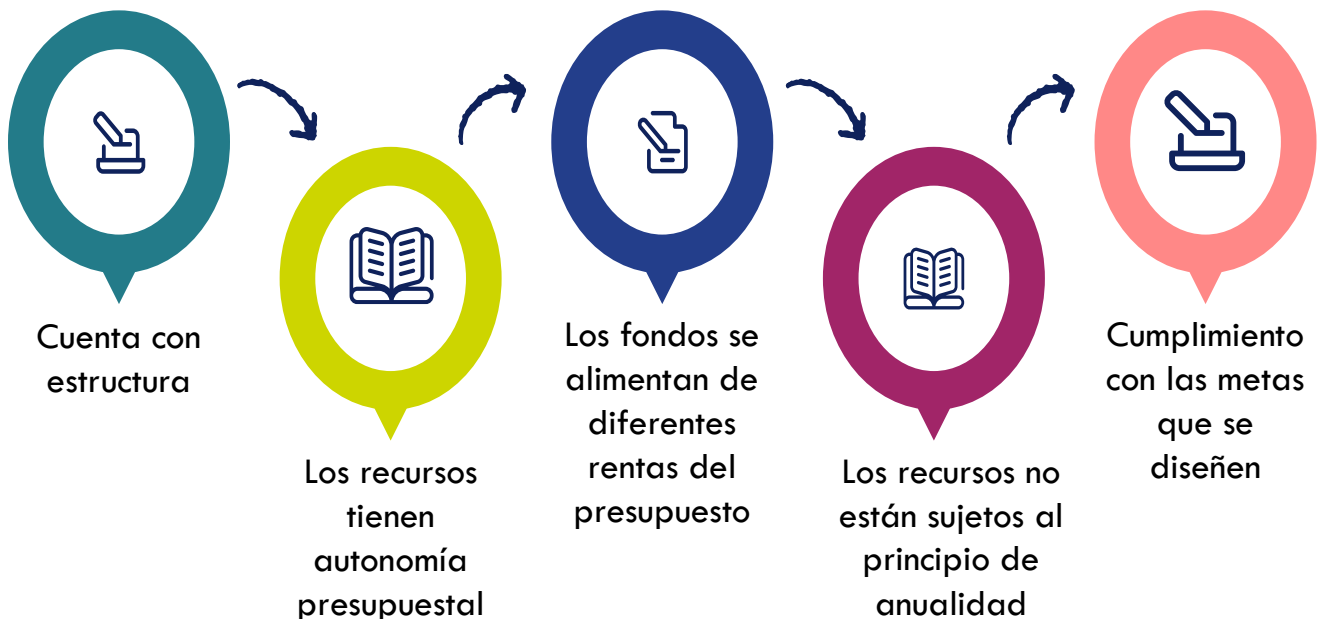 Cuenta con
estructura
Los recursos
tienen
autonomía
presupuestal
Los fondos se
alimentan de
diferentes
rentas del
presupuesto
Los recursos no
están sujetos al
principio de
anualidad
Cumplimiento
con las metas
que se
diseñen